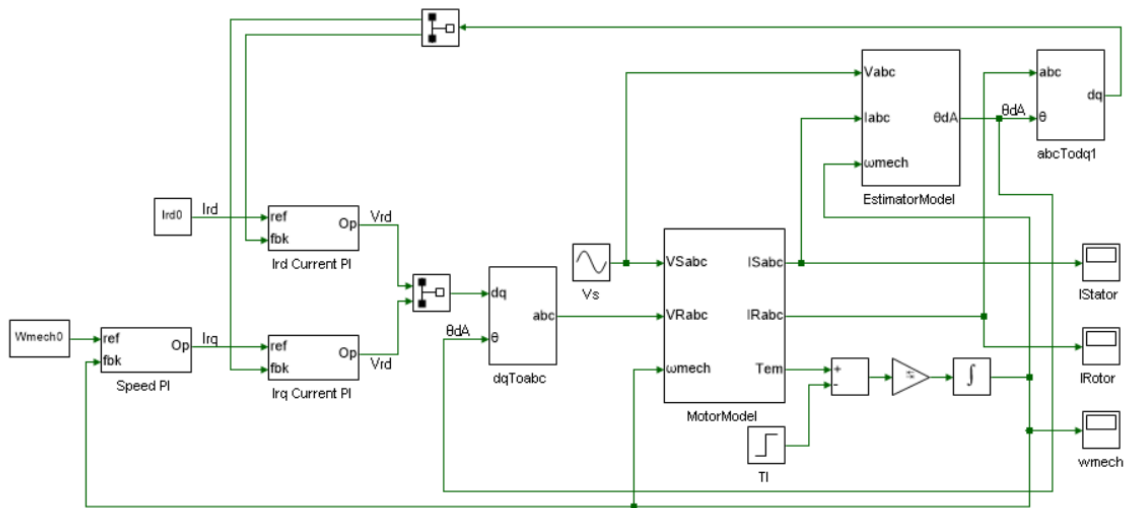 Vabc
Iabc
ωmech
θdA
EstimatorModel
θdA
abc
θ
dq
abcTodq1
Ird0
Ird
ref
fbk
Op
Ird Current PI
Vrd
Wmech0
ref
fbk
Op
Speed PI
Irq
ref
fbk
Op
Irq Current PI
Vrd
θdA
dq
θ
abc
dqToabc
Vs
VSabc
VRabc
ωmech
ISabc
IRabc
Tem
MotorModel
Tl
+
-
∫
IStator
IRotor
wmech